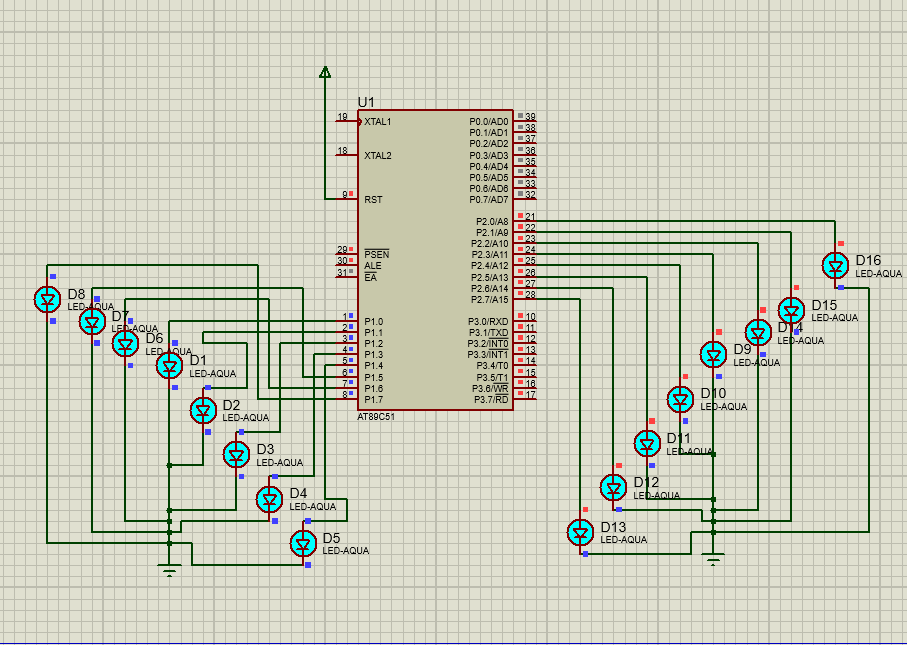 U1
19 XTAL1 P0.0/AD0 39
P0.1/AD1 38
P0.2/AD2 37
18 XTAL2 P0.3/AD3 36
P0.4/AD4 35
P0.5/AD5 34
P0.6/AD6 33
9 RST P0.7/AD7 32
P2.0/A8 21
P2.1/A9 22
P2.2/A10 23
29 PSEN P2.3/A11 24
30 ALE P2.4/A12 25
31 EA P2.5/A13 26
P2.6/A14 27
P2.7/A15 28
1 P1.0 P3.0/RXD 10
2 P1.1 P3.1/TXD 11
3 P1.2 P3.2/INT0 12
4 P1.3 P3.3/INT1 13
5 P1.4 P3.4/T0 14
6 P1.5 P3.5/T1 15
7 P1.6 P3.6/WR 16
8 P1.7 P3.7/RD 17
AT89C51
D8
LED-AQUA
D7
LED-AQUA
D6
LED-AQUA
D1
LED-AQUA
D2
LED-AQUA
D3
LED-AQUA
D4
LED-AQUA
D5
LED-AQUA
D16
LED-AQUA
D15
LED-AQUA
D14
LED-AQUA
D9
LED-AQUA
D10
LED-AQUA
D11
LED-AQUA
D12
LED-AQUA
D13
LED-AQUA